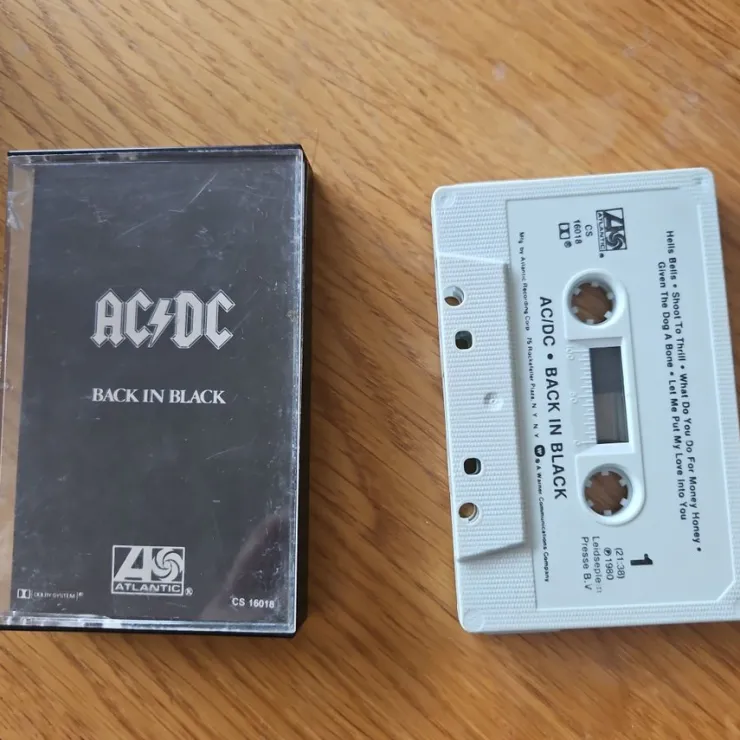 AC⚡DC
BACK IN BLACK
ATLANTIC ®
DOLBY SYSTEM ®
CS 16018
ATLANTIC ®
CS
16018
®
Mfg. by Atlantic Recording Corp. 75 Rockefeller Plaza, N. Y. N. Y. A Warner Communications Company
AC/DC • BACK IN BLACK
Hells Bells • Shoot To Thrill • What Do You Do For Money Honey •
Given The Dog A Bone • Let Me Put My Love Into You
1
(21:38)
℗1980
Leidseplein
Presse B.V